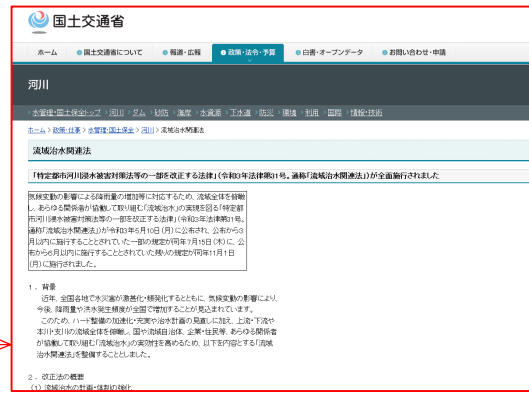 国土交通省
ホーム 国土交通省について 報道・広報 政策・法令・予算 白書・オープンデータ お問い合わせ・申請
河川
水管理・国土保全トップ 河川 ダム 砂防 海岸 水資源 下水道 防災 環境 利用 国際 情報・技術
ホーム > 政策・仕事 > 水管理・国土保全 > 河川 > 流域治水関連法
流域治水関連法
「特定都市河川浸水被害対策法等の一部を改正する法律」(令和3年法律第31号。通称「流域治水関連法」)が全面施行されました
気候変動の影響による降雨量の増加等に対応するため、流域全体を俯瞰
し、あらゆる関係者が協働して取り組む「流域治水」の実現を図る「特定都
市河川浸水被害対策法等の一部を改正する法律」(令和3年法律第31号。
通称「流域治水関連法」)が令和3年5月10日(月)に公布され、公布から3
月以内に施行することとされていた一部の規定が同年7月15日(木)に、公
布から6月以内に施行することとされていた残りの規定が同年11月1日
(月)に施行されました。
1. 背景
近年、全国各地で水災害が激甚化・頻発化するとともに、気候変動の影響により、
今後、降雨量や洪水発生頻度が全国で増加することが見込まれています。
このため、ハード整備の加速化・充実や治水計画の見直しに加え、上流・下流や
本川・支川の流域全体を俯瞰し、国や流域自治体、企業・住民等、あらゆる関係者
が協働して取り組む「流域治水」の実効性を高めるため、以下を内容とする「流域
治水関連法」を整備することとしました。
2. 改正法の概要
(1) 流域治水の計画・体制の強化